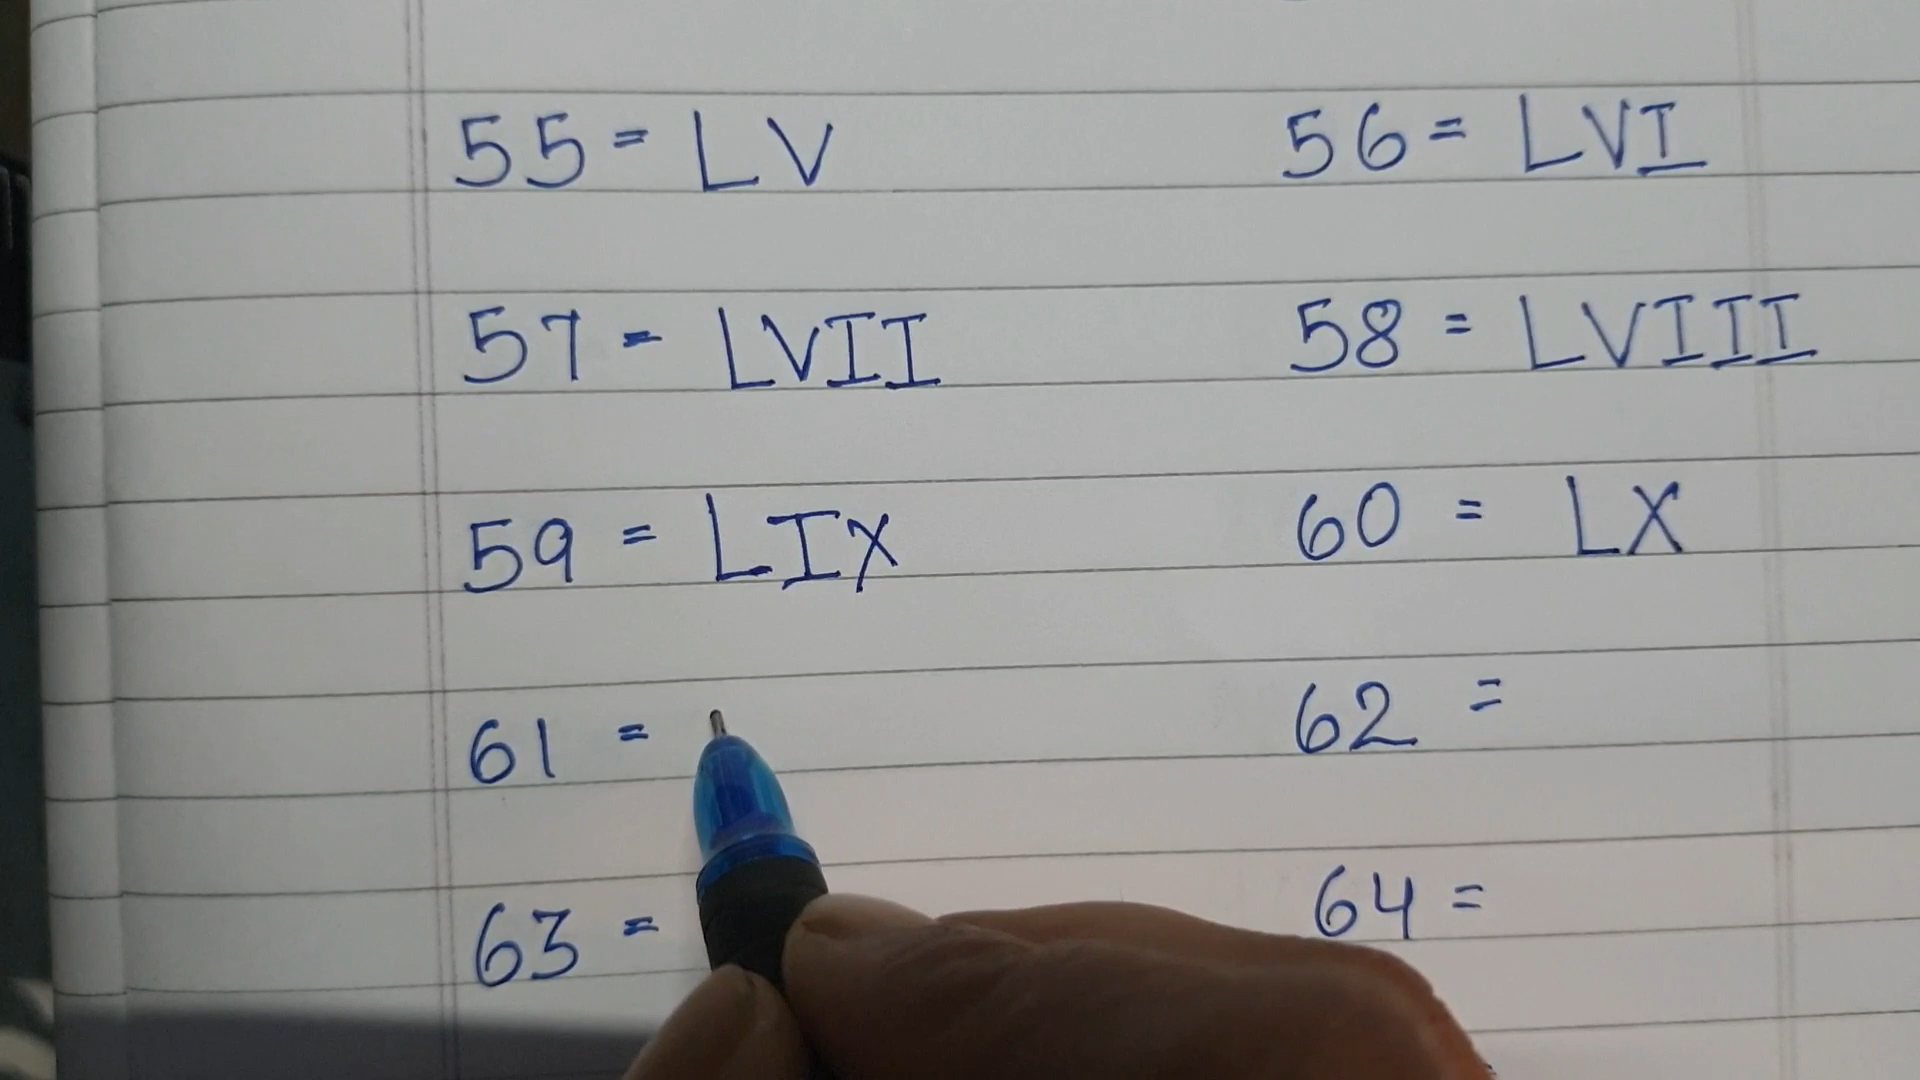 55 = LV 56 = LVI
57 = LVII 58 = LVIII
59 = LIX 60 = LX
61 = 62 =
63 = 64 =